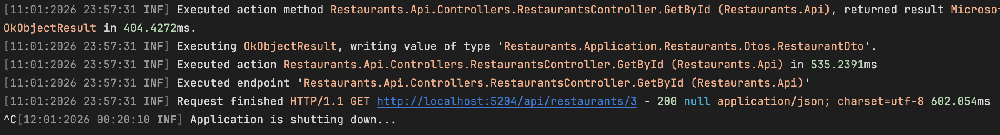 [11:01:2026 23:57:31 INF] Executed action method Restaurants.Api.Controllers.RestaurantsController.GetById (Restaurants.Api), returned result
OkObjectResult in 404.4272ms.
[11:01:2026 23:57:31 INF] Executing OkObjectResult, writing value of type 'Restaurants.Application.Restaurants.Dtos.RestaurantDto'.
[11:01:2026 23:57:31 INF] Executed action Restaurants.Api.Controllers.RestaurantsController.GetById (Restaurants.Api) in 535.2391ms
[11:01:2026 23:57:31 INF] Executed endpoint 'Restaurants.Api.Controllers.RestaurantsController.GetById (Restaurants.Api)'
[11:01:2026 23:57:31 INF] Request finished HTTP/1.1 GET http://localhost:5204/api/restaurants/3 - 200 null application/json; charset=utf-8 602.054ms
^C[12:01:2026 00:20:10 INF] Application is shutting down...